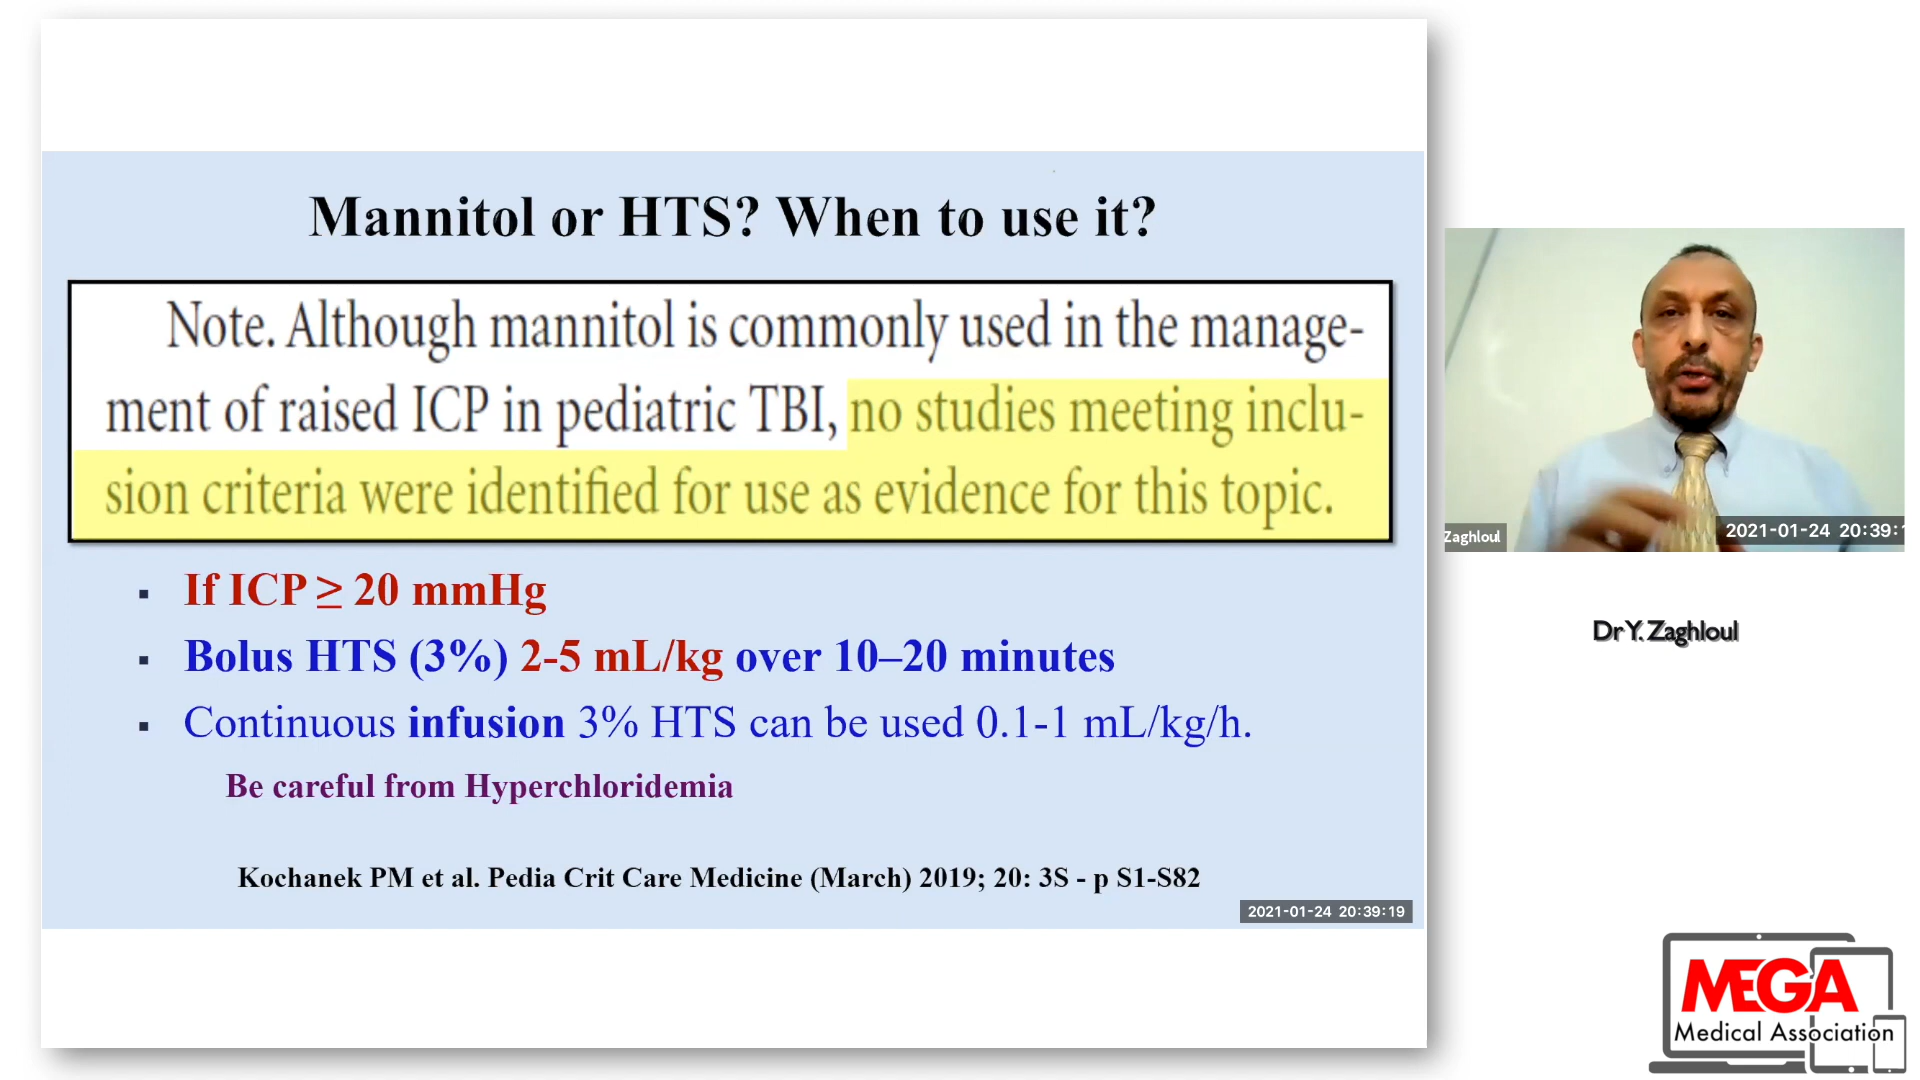 Mannitol or HTS? When to use it?
Note. Although mannitol is commonly used in the manage-
ment of raised ICP in pediatric TBI, no studies meeting inclu-
sion criteria were identified for use as evidence for this topic.
▪ If ICP ≥ 20 mmHg
▪ Bolus HTS (3%) 2-5 mL/kg over 10–20 minutes
▪ Continuous infusion 3% HTS can be used 0.1-1 mL/kg/h.
Be careful from Hyperchloridemia
Kochanek PM et al. Pedia Crit Care Medicine (March) 2019; 20: 3S - p S1-S82
2021-01-24 20:39:19
Zaghloul
2021-01-24 20:39:
Dr Y. Zaghloul
MEGA
Medical Association